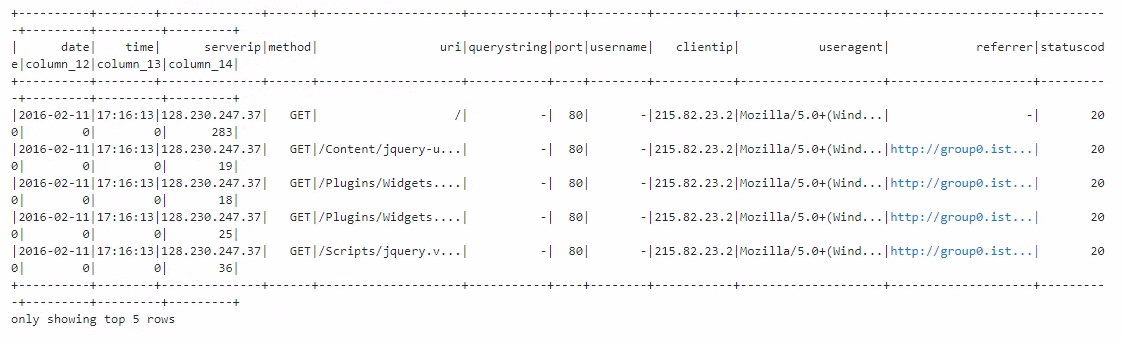 +----------+--------+--------------+------+--------------------+-----------+----+--------+-----------+--------------------+--------------------+---------
-+---------+---------+---------+
|      date|    time|      serverip|method|                 uri|querystring|port|username|   clientip|           useragent|            referrer|statuscod
e|column_12|column_13|column_14|
+----------+--------+--------------+------+--------------------+-----------+----+--------+-----------+--------------------+--------------------+---------
-+---------+---------+---------+
|2016-02-11|17:16:13|128.230.247.37|   GET|                   /|          -|  80|       -|215.82.23.2|Mozilla/5.0+(Wind...|                   -|       20
0|        0|        0|      283|
|2016-02-11|17:16:13|128.230.247.37|   GET|/Content/jquery-u...|          -|  80|       -|215.82.23.2|Mozilla/5.0+(Wind...|http://group0.ist...|       20
0|        0|        0|       19|
|2016-02-11|17:16:13|128.230.247.37|   GET|/Plugins/Widgets....|          -|  80|       -|215.82.23.2|Mozilla/5.0+(Wind...|http://group0.ist...|       20
0|        0|        0|       18|
|2016-02-11|17:16:13|128.230.247.37|   GET|/Plugins/Widgets....|          -|  80|       -|215.82.23.2|Mozilla/5.0+(Wind...|http://group0.ist...|       20
0|        0|        0|       25|
|2016-02-11|17:16:13|128.230.247.37|   GET|/Scripts/jquery.v...|          -|  80|       -|215.82.23.2|Mozilla/5.0+(Wind...|http://group0.ist...|       20
0|        0|        0|       36|
+----------+--------+--------------+------+--------------------+-----------+----+--------+-----------+--------------------+--------------------+---------
-+---------+---------+---------+
only showing top 5 rows